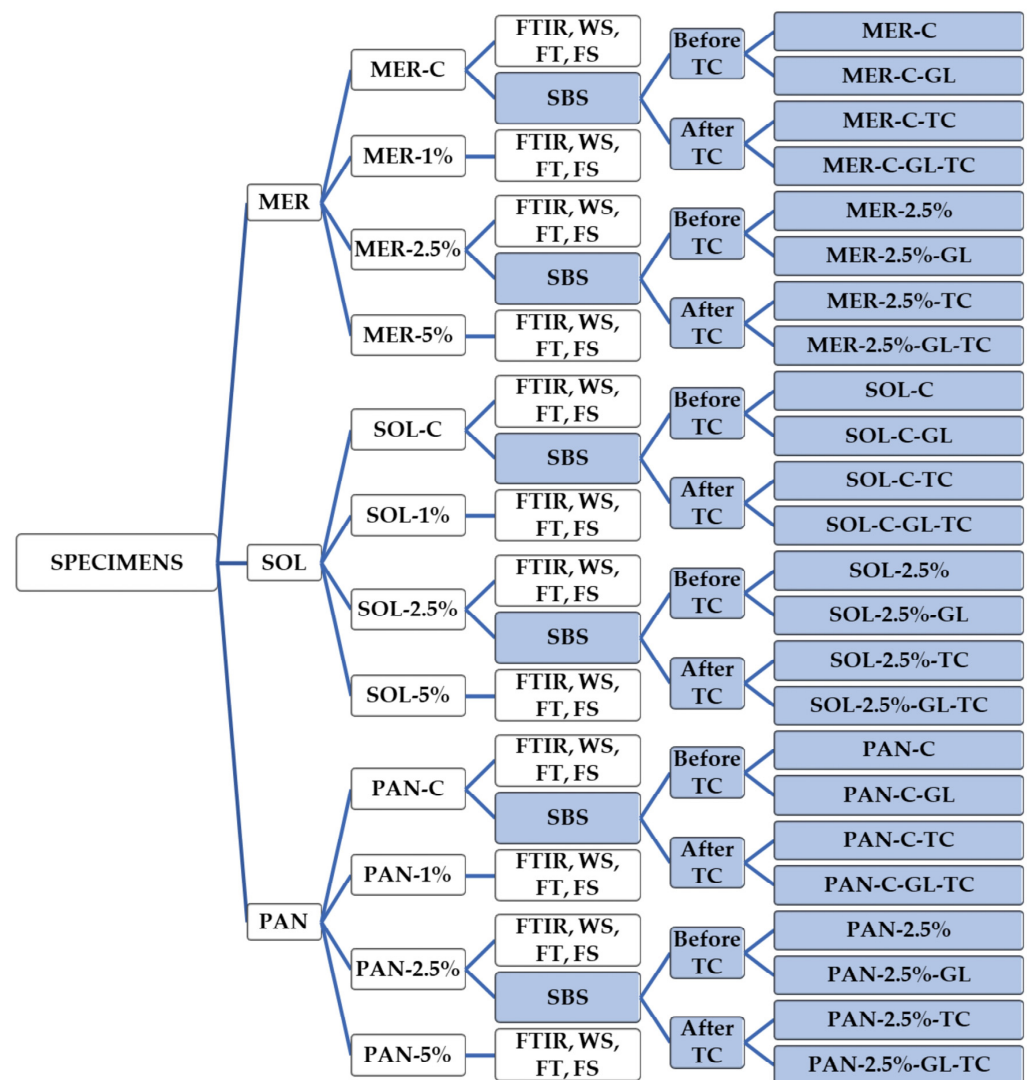 SPECIMENS
MER
MER-C
FTIR, WS,
FT, FS
SBS
Before
TC
MER-C
MER-C-GL
After
TC
MER-C-TC
MER-C-GL-TC
MER-1%
FTIR, WS,
FT, FS
MER-2.5%
FTIR, WS,
FT, FS
SBS
Before
TC
MER-2.5%
MER-2.5%-GL
After
TC
MER-2.5%-TC
MER-2.5%-GL-TC
MER-5%
FTIR, WS,
FT, FS
SOL
SOL-C
FTIR, WS,
FT, FS
SBS
Before
TC
SOL-C
SOL-C-GL
After
TC
SOL-C-TC
SOL-C-GL-TC
SOL-1%
FTIR, WS,
FT, FS
SOL-2.5%
FTIR, WS,
FT, FS
SBS
Before
TC
SOL-2.5%
SOL-2.5%-GL
After
TC
SOL-2.5%-TC
SOL-2.5%-GL-TC
SOL-5%
FTIR, WS,
FT, FS
PAN
PAN-C
FTIR, WS,
FT, FS
SBS
Before
TC
PAN-C
PAN-C-GL
After
TC
PAN-C-TC
PAN-C-GL-TC
PAN-1%
FTIR, WS,
FT, FS
PAN-2.5%
FTIR, WS,
FT, FS
SBS
Before
TC
PAN-2.5%
PAN-2.5%-GL
After
TC
PAN-2.5%-TC
PAN-2.5%-GL-TC
PAN-5%
FTIR, WS,
FT, FS